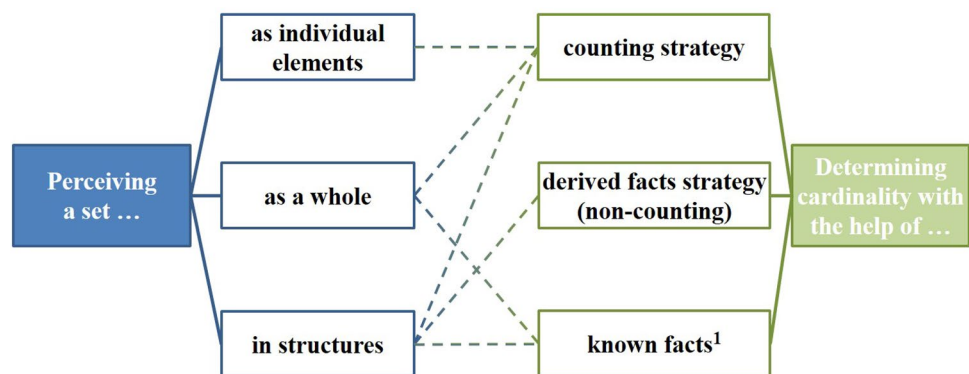 as individual
elements
counting strategy
Perceiving
a set …
as a whole
derived facts strategy
(non-counting)
Determining
cardinality with
the help of …
in structures
known facts¹